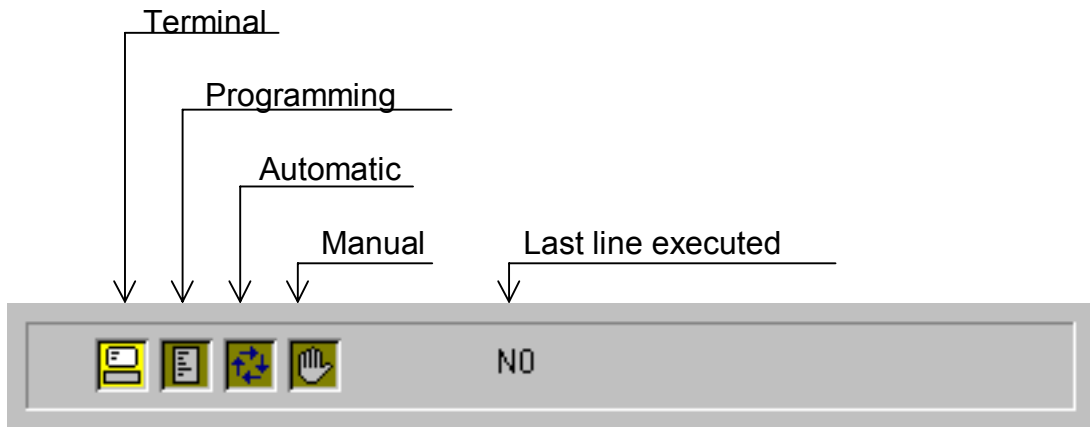 Terminal
Programming
Automatic
Manual
Last line executed
N0